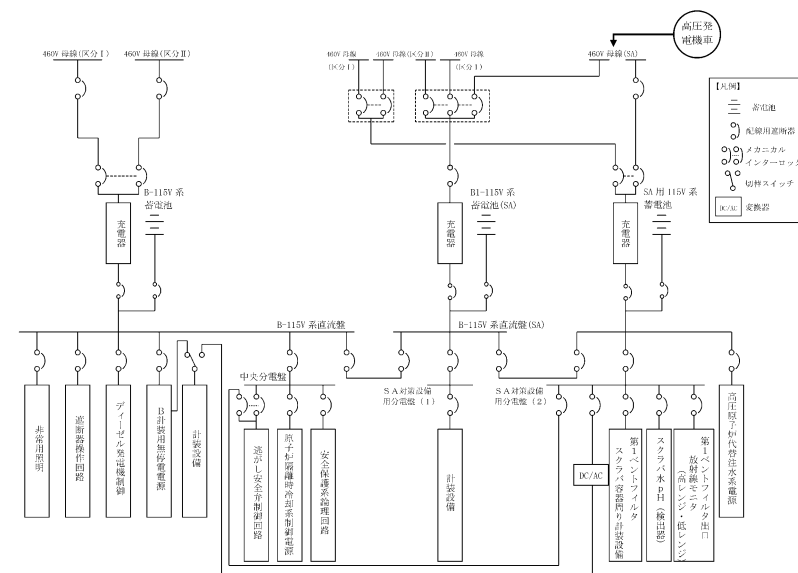 高圧発
電機車
460V 母線(区分Ⅰ)
460V 母線(区分Ⅱ)
460V 母線
(区分Ⅰ)
460V 母線(区分Ⅱ)
460V 母線
(区分Ⅰ)
460V 母線(SA)
【凡例】
蓄電池
配線用遮断器
メカニカル
インターロック
切替スイッチ
DC/AC 変換器
B-115V 系
蓄電池
充電器
B1-115V 系
蓄電池(SA)
充電器
SA用 115V 系
蓄電池
充電器
B-115V 系直流盤
B-115V 系直流盤(SA)
中央分電盤
SA対策設備
用分電盤(1)
SA対策設備
用分電盤(2)
非常用照明
遮断器操作回路
ディーゼル発電機制御
B計装用無停電電源
計装設備
逃がし安全弁制御回路
原子炉隔離時冷却系制御電源
安全保護系論理回路
計装設備
DC/AC
第1ベントフィルタ
スクラバ容器周り計装設備
スクラバ水pH(検出器)
第1ベントフィルタ出口
放射線モニタ
(高レンジ・低レンジ)
高圧原子炉代替注水系電源